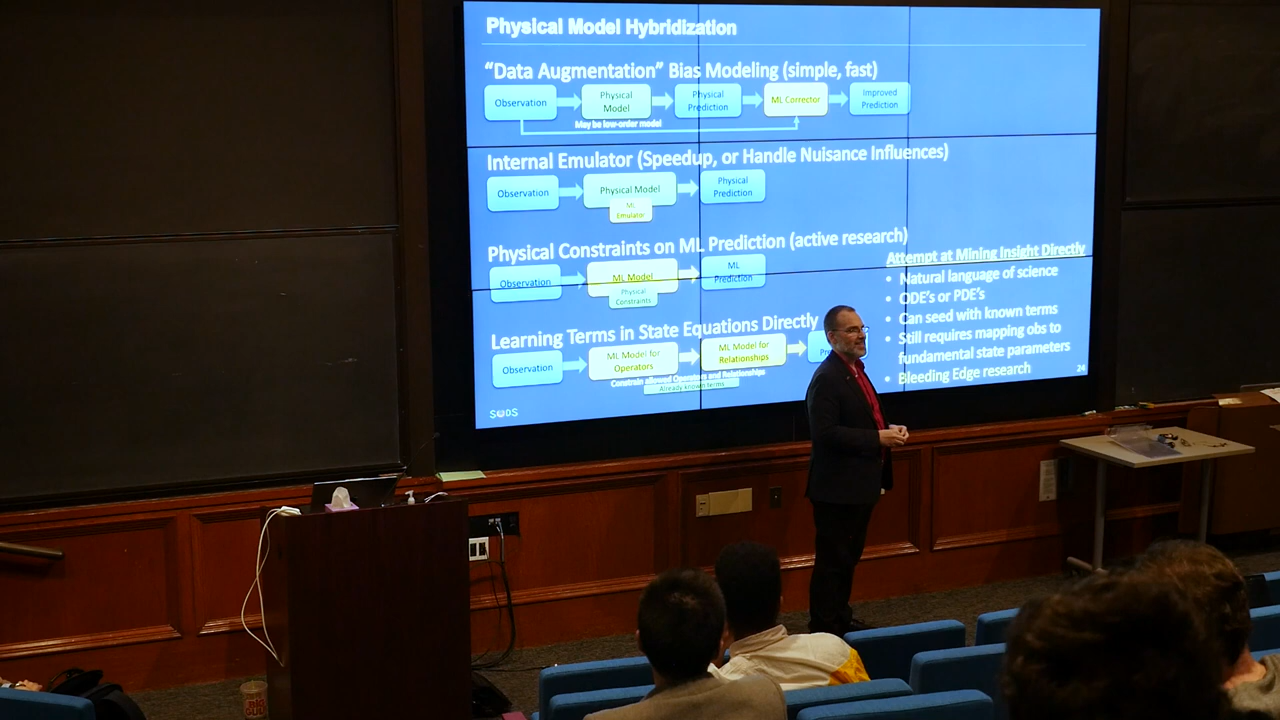 Physical Model Hybridization
"Data Augmentation" Bias Modeling (simple, fast)
Observation
Physical
Model
Physical
Prediction
ML Corrector
Improved
Prediction
May be low-order model
Internal Emulator (Speedup, or Handle Nuisance Influences)
Observation
Physical Model
ML
Emulator
Physical
Prediction
Physical Constraints on ML Prediction (active research)
Observation
ML Model
Physical
Constraints
ML
Prediction
Learning Terms in State Equations Directly
Observation
ML Model for
Operators
ML Model for
Relationships
Constrain allowed Operators and Relationships
Already known terms
Attempt at Mining Insight Directly
• Natural language of science
• ODE's or PDE's
• Can seed with known terms
• Still requires mapping obs to
fundamental state parameters
• Bleeding Edge research
24